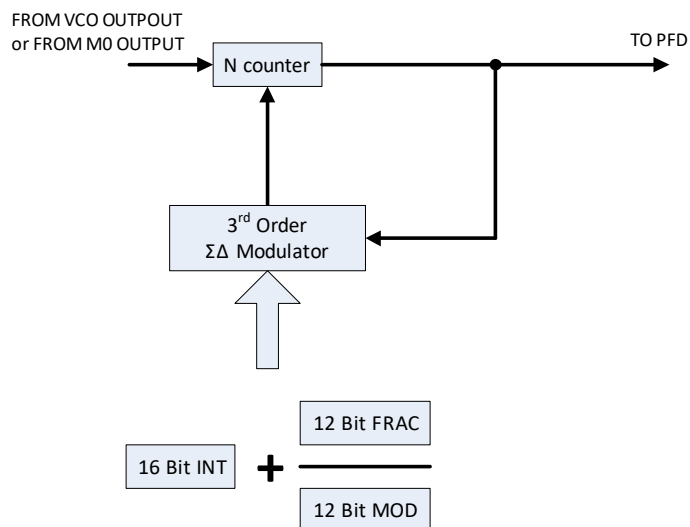 FROM VCO OUTPOUT
or FROM M0 OUTPUT
TO PFD
N counter
3rd Order
ΣΔ Modulator
12 Bit FRAC
16 Bit INT +
12 Bit MOD